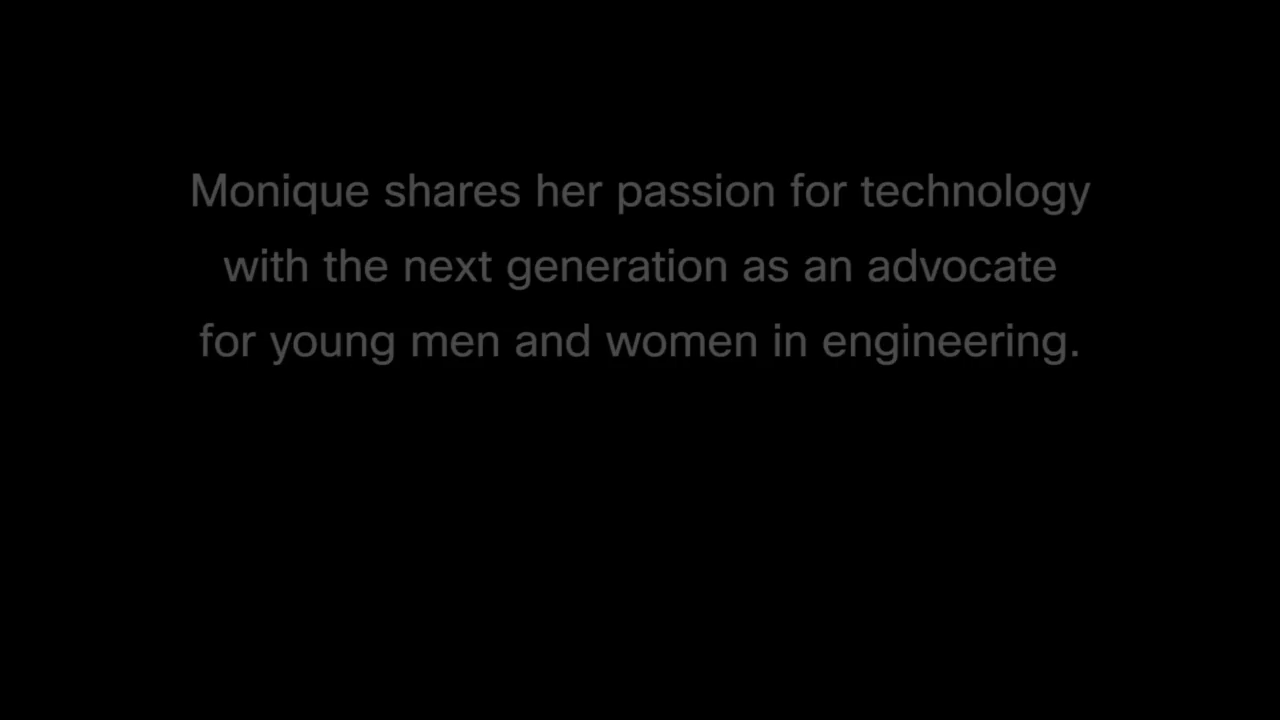 Monique shares her passion for technology
with the next generation as an advocate
for young men and women in engineering.